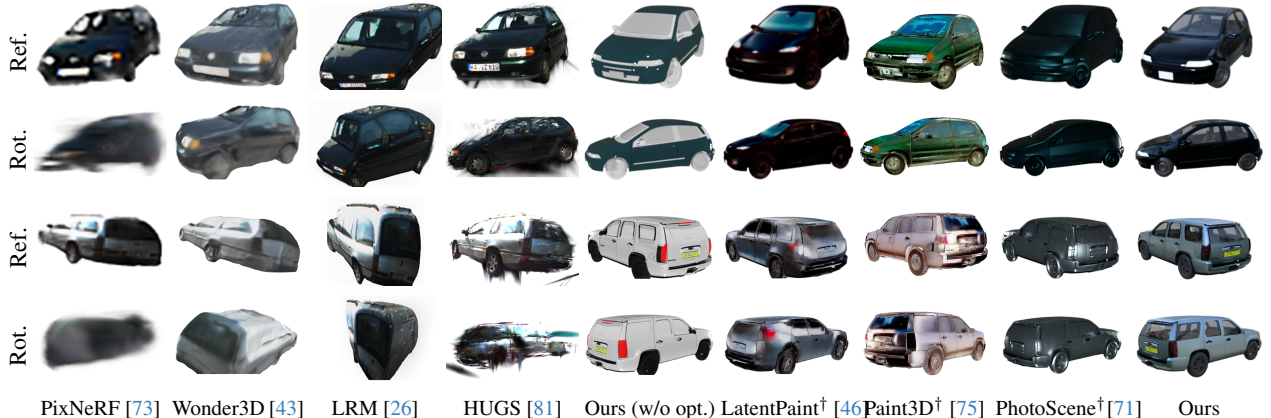 Ref.
Rot.
Ref.
Rot.
PixNeRF [73] Wonder3D [43] LRM [26] HUGS [81] Ours (w/o opt.) LatentPaint† [46] Paint3D† [75] PhotoScene† [71] Ours